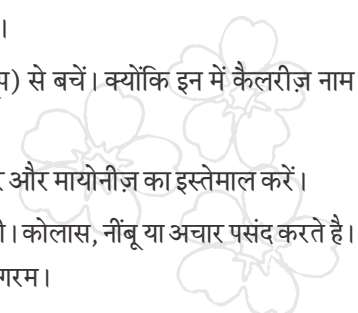 ।
) से बचें। क्योंकि इन में कैलरीज़ नाम
और मायोनीज़ का इस्तेमाल करें।
। कोलास, नींबू या अचार पसंद करते है।
गरम।